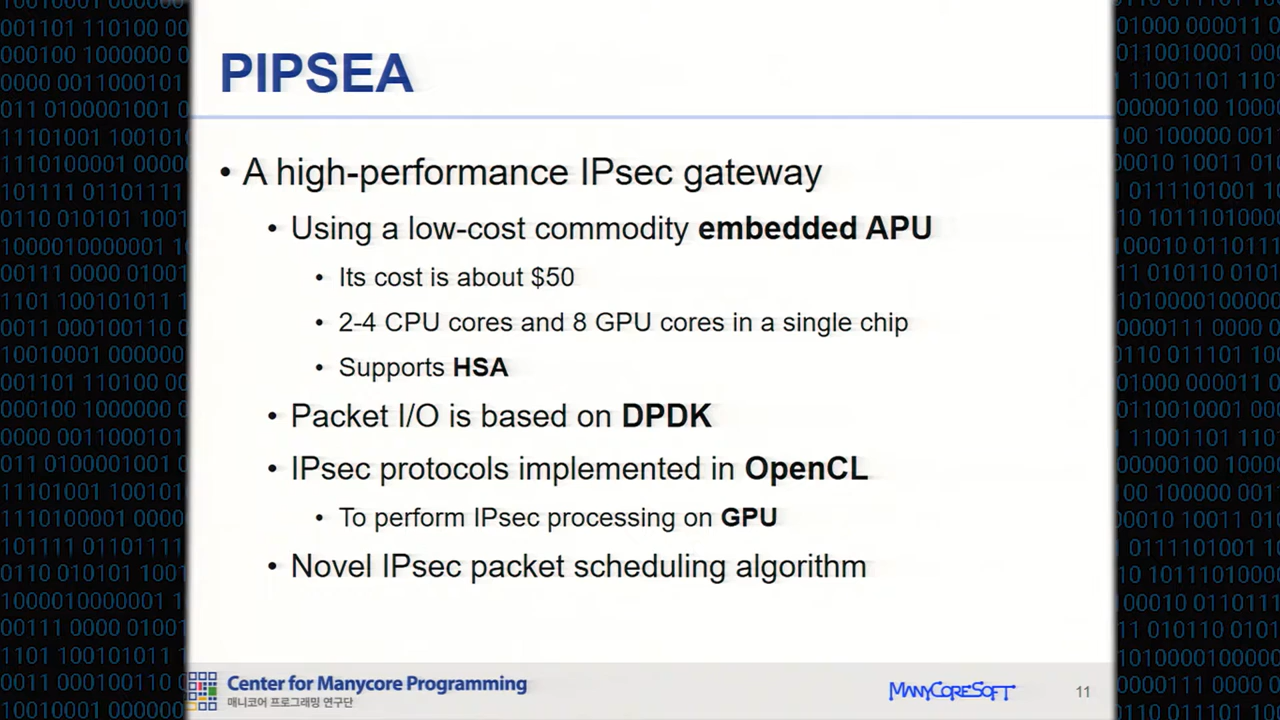 PIPSEA
• A high-performance IPsec gateway
• Using a low-cost commodity embedded APU
• Its cost is about $50
• 2-4 CPU cores and 8 GPU cores in a single chip
• Supports HSA
• Packet I/O is based on DPDK
• IPsec protocols implemented in OpenCL
• To perform IPsec processing on GPU
• Novel IPsec packet scheduling algorithm
Center for Manycore Programming
매니코어 프로그래밍 연구단
MANYCORESOFT
11